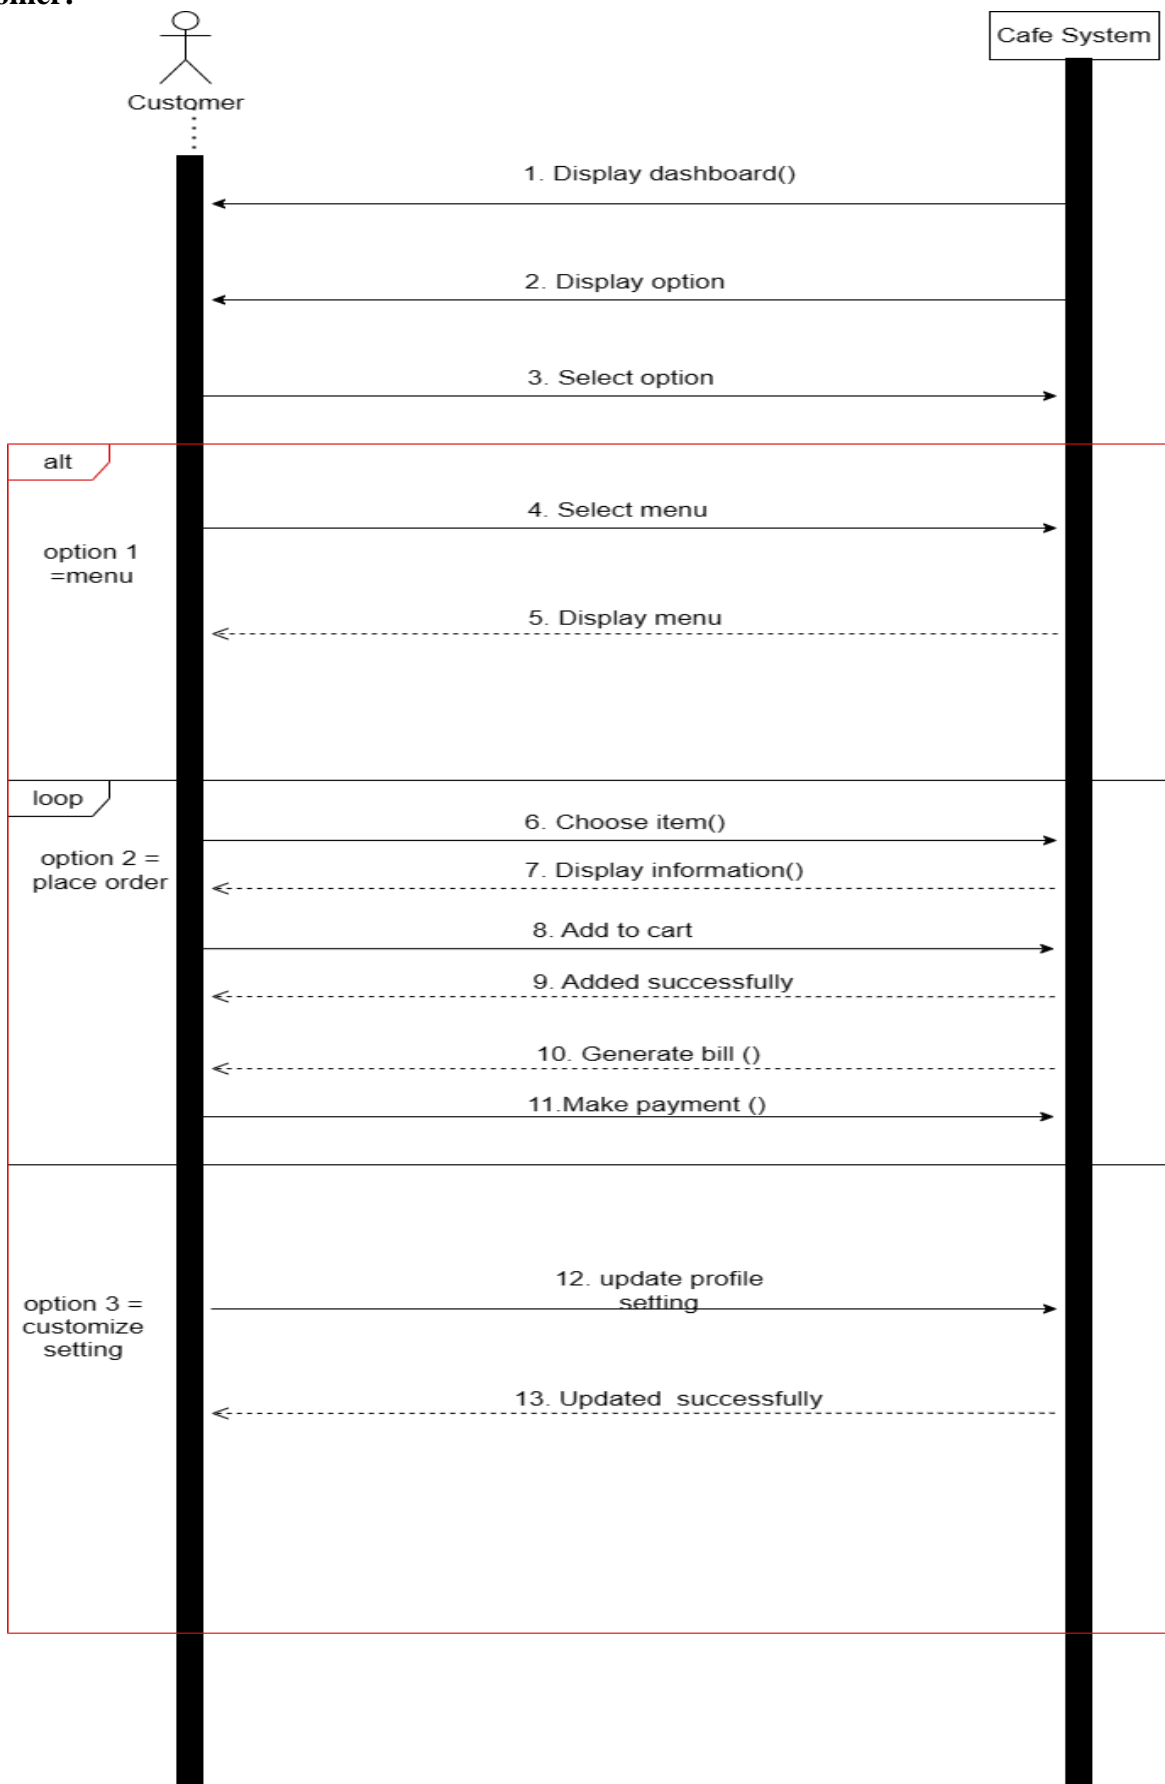 Cafe System
Customer
1. Display dashboard()
2. Display option
3. Select option
alt
4. Select menu
option 1
=menu
5. Display menu
loop
6. Choose item()
option 2 =
place order
7. Display information()
8. Add to cart
9. Added successfully
10. Generate bill ()
11.Make payment ()
12. update profile
setting
option 3 =
customize
setting
13. Updated  successfully